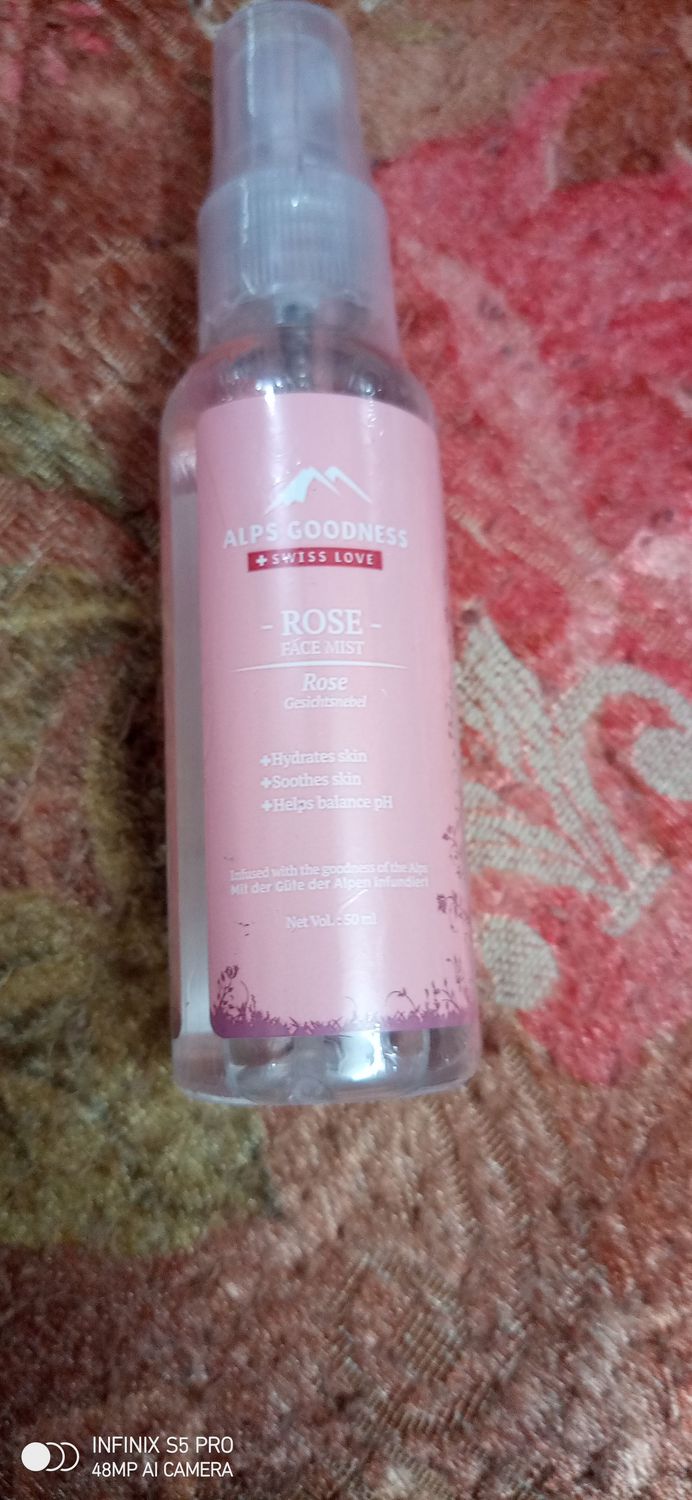 ALPS GOODNESS
SWISS LOVE
- ROSE -
FACE MIST
Rose
Gesichtsnebel
+Hydrates skin
+Soothes skin
+Helps balance pH
Infused with the goodness of the Alps
Mit der Güte der Alpen infundiert
Net Vol. : 50 ml
INFINIX S5 PRO
48MP AI CAMERA